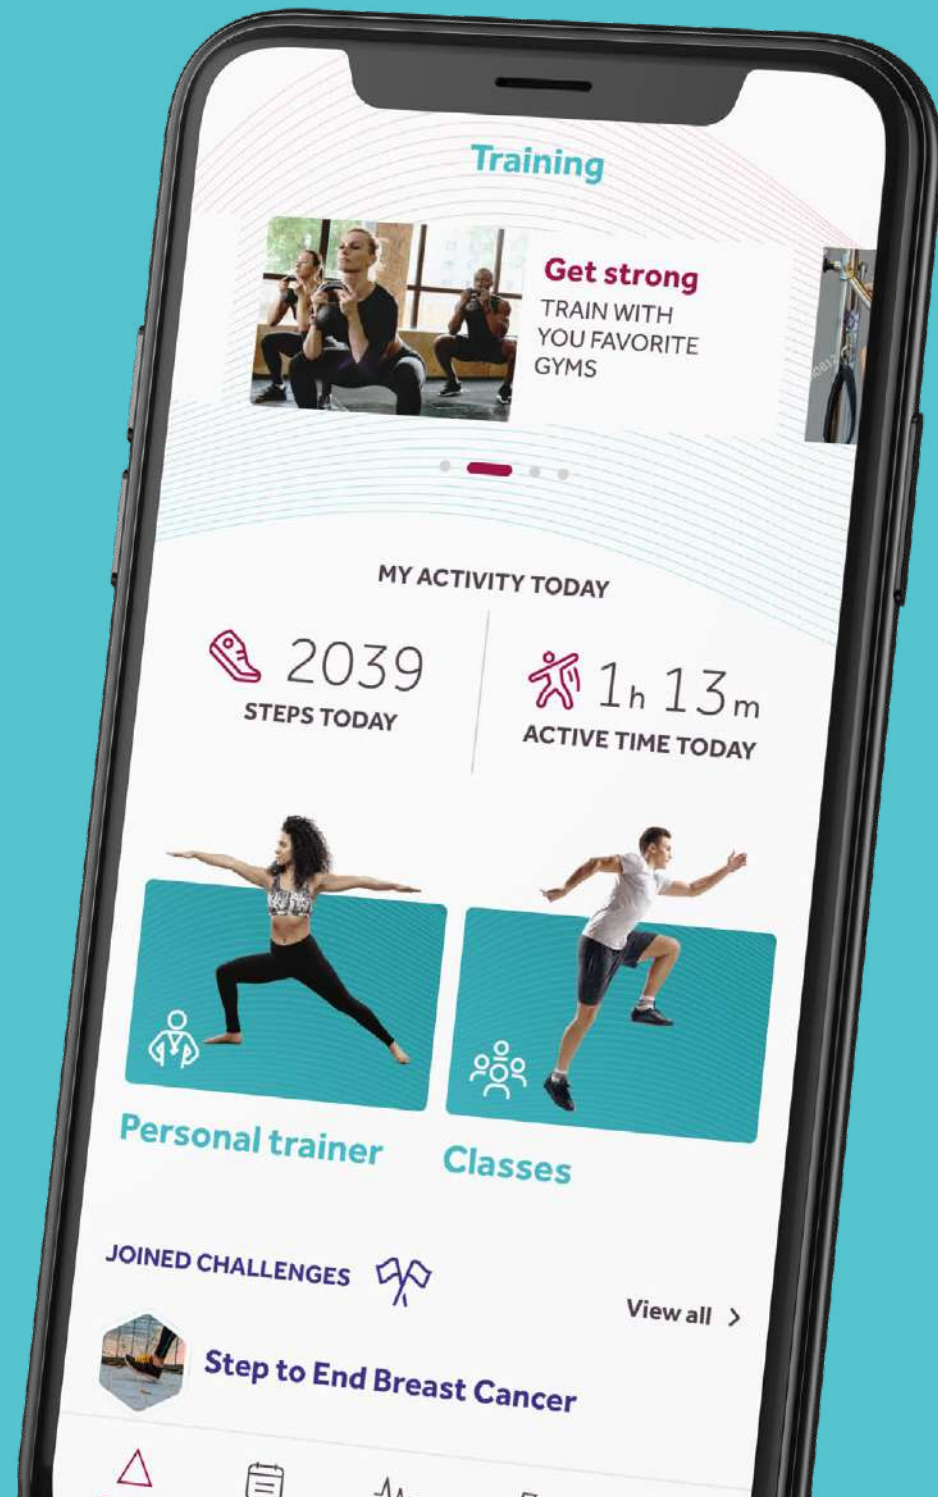 Training
Get strong
TRAIN WITH
YOU FAVORITE
GYMS
MY ACTIVITY TODAY
2039
STEPS TODAY
1h 13m
ACTIVE TIME TODAY
Personal trainer
Classes
JOINED CHALLENGES
View all >
Step to End Breast Cancer